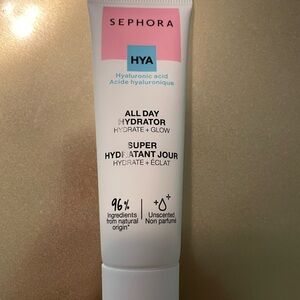 SEPHORA
HYA
Hyaluronic acid
Acide hyaluronique
ALL DAY
HYDRATOR
HYDRATE + GLOW
SUPER
HYDRATANT JOUR
HYDRATE + ÉCLAT
96%
ingredients
from natural
origin*
Unscented
Non parfumé